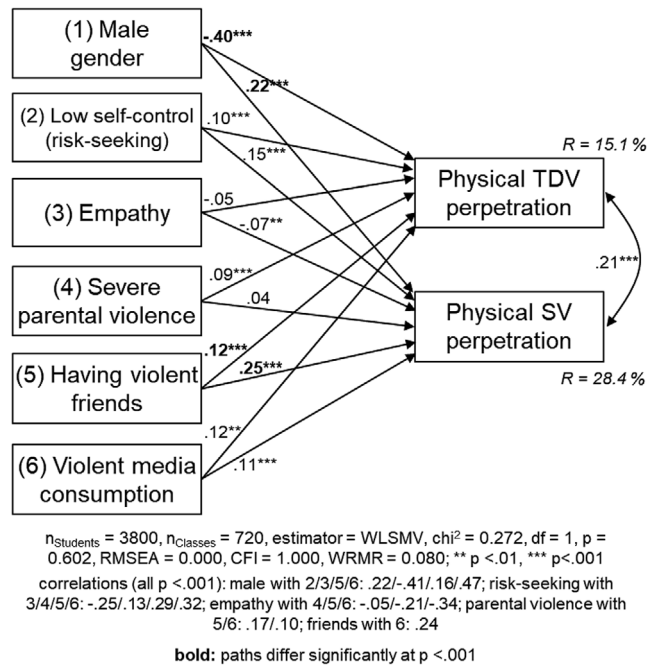 (1) Male
gender
-.40***
.22***
(2) Low self-control
(risk-seeking)
.10***
.15***
R = 15.1 %
Physical TDV
perpetration
(3) Empathy
-.05
-.07**
.21***
(4) Severe
parental violence
.09***
.04
Physical SV
perpetration
(5) Having violent
friends
.12***
.25***
R = 28.4 %
(6) Violent media
consumption
.12**
.11***
nStudents = 3800, nClasses = 720, estimator = WLSMV, chi² = 0.272, df = 1, p =
0.602, RMSEA = 0.000, CFI = 1.000, WRMR = 0.080; ** p <.01, *** p<.001
correlations (all p <.001): male with 2/3/5/6: .22/-.41/.16/.47; risk-seeking with
3/4/5/6: -.25/.13/.29/.32; empathy with 4/5/6: -.05/-.21/-.34; parental violence with
5/6: .17/.10; friends with 6: .24
bold: paths differ significantly at p <.001